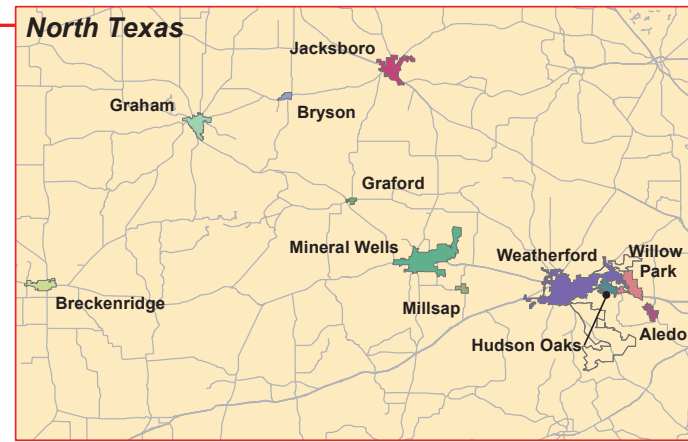 North Texas
Jacksboro
Graham
Bryson
Graford
Mineral Wells
Weatherford
Willow
Park
Breckenridge
Millsap
Hudson Oaks
Aledo